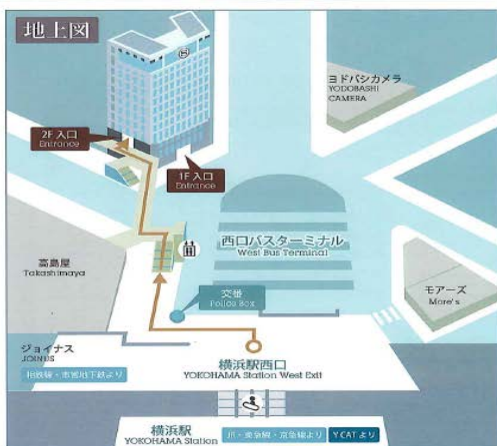 地上図
ヨドバシカメラ
YODOBASHI
CAMERA
2F 入口
Entrance
1F 入口
Entrance
西口バスターミナル
West Bus Terminal
高島屋
Takashimaya
交番
Police Box
モアーズ
More's
ジョイナス
JOINUS
相鉄線・市営地下鉄より
横浜駅西口
YOKOHAMA Station West Exit
横浜駅
YOKOHAMA Station
JR・東急線・京急線より
YCAT より